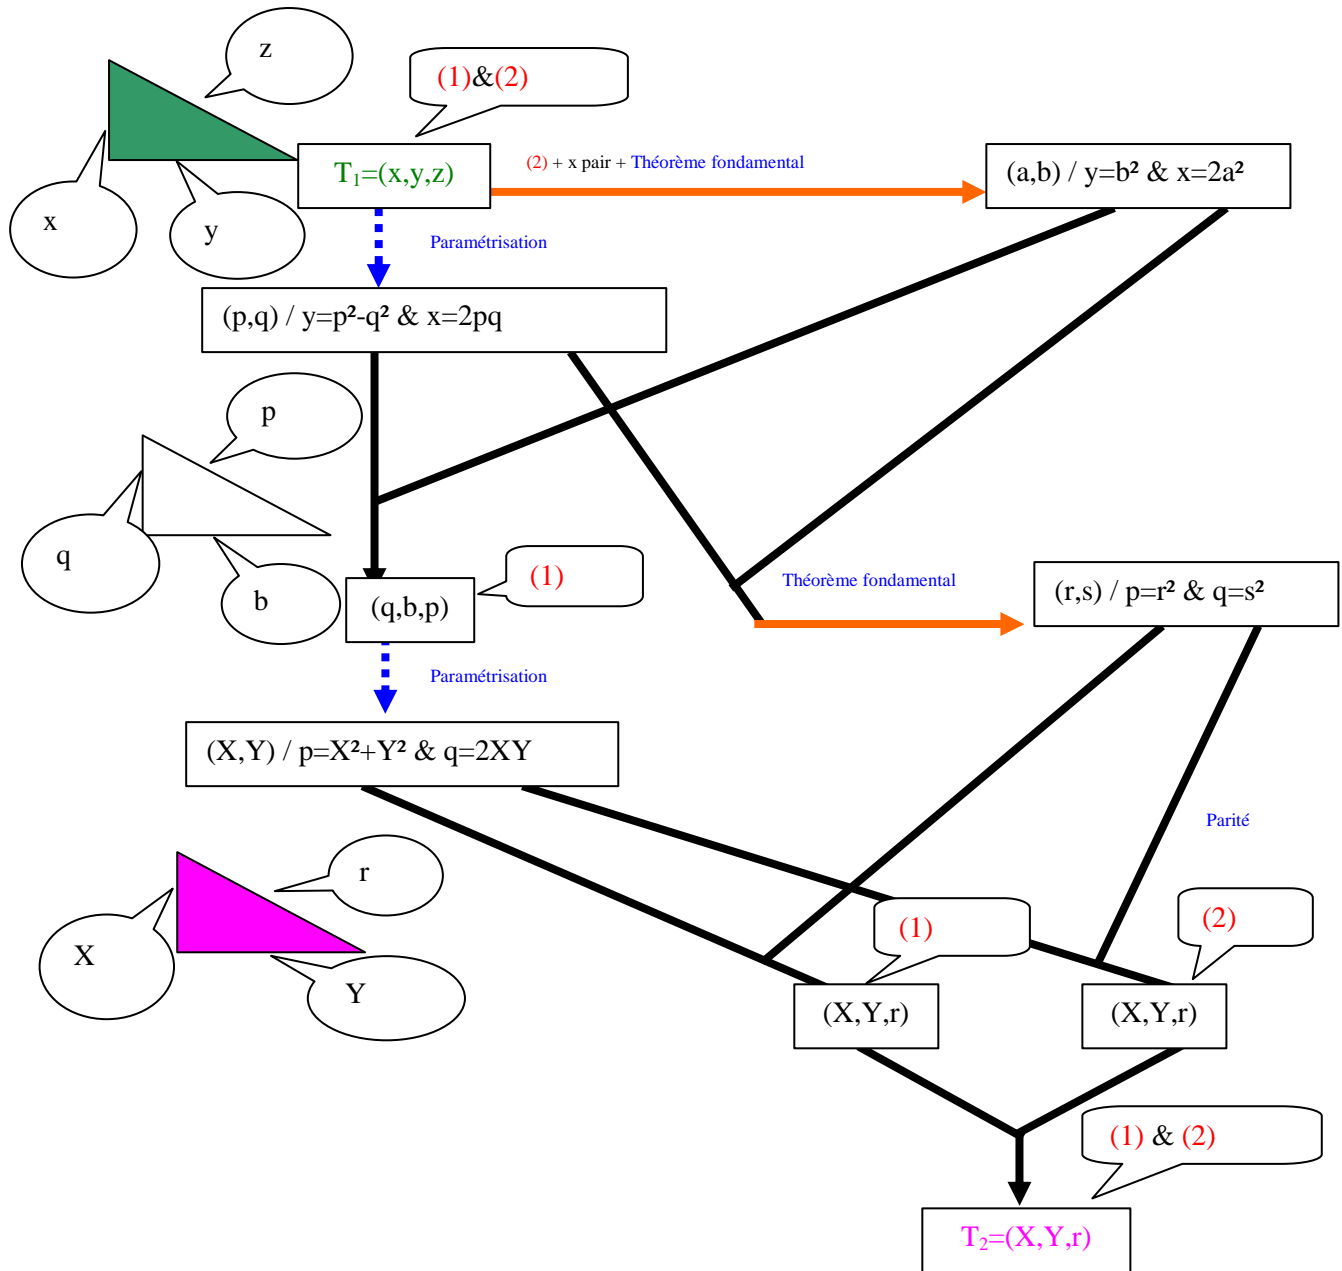 z
(1)&(2)
T₁=(x,y,z)
(2) + x pair + Théorème fondamental
(a,b) / y=b² & x=2a²
x
y
Paramétrisation
(p,q) / y=p²-q² & x=2pq
p
q
b
(q,b,p)
(1)
Théorème fondamental
(r,s) / p=r² & q=s²
Paramétrisation
(X,Y) / p=X²+Y² & q=2XY
Parité
r
X
Y
(1)
(2)
(X,Y,r)
(X,Y,r)
(1) & (2)
T₂=(X,Y,r)